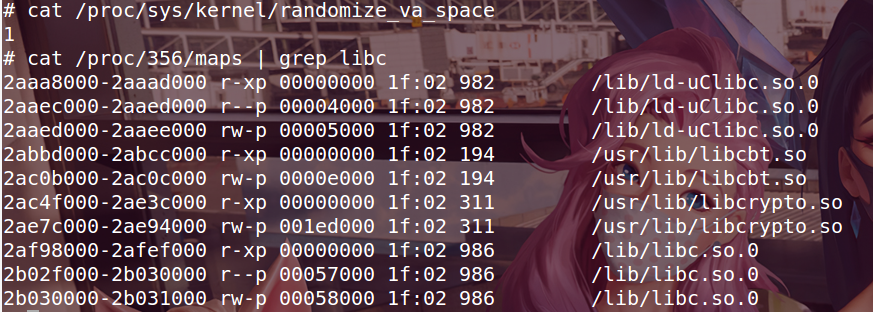 # cat /proc/sys/kernel/randomize_va_space
1
# cat /proc/356/maps | grep libc
2aaa8000-2aaad000 r-xp 00000000 1f:02 982        /lib/ld-uClibc.so.0
2aaec000-2aaed000 r--p 00004000 1f:02 982        /lib/ld-uClibc.so.0
2aaed000-2aaee000 rw-p 00005000 1f:02 982        /lib/ld-uClibc.so.0
2abbd000-2abcc000 r-xp 00000000 1f:02 194        /usr/lib/libcbt.so
2ac0b000-2ac0c000 rw-p 0000e000 1f:02 194        /usr/lib/libcbt.so
2ac4f000-2ae3c000 r-xp 00000000 1f:02 311        /usr/lib/libcrypto.so
2ae7c000-2ae94000 rw-p 001ed000 1f:02 311        /usr/lib/libcrypto.so
2af98000-2afef000 r-xp 00000000 1f:02 986        /lib/libc.so.0
2b02f000-2b030000 r--p 00057000 1f:02 986        /lib/libc.so.0
2b030000-2b031000 rw-p 00058000 1f:02 986        /lib/libc.so.0